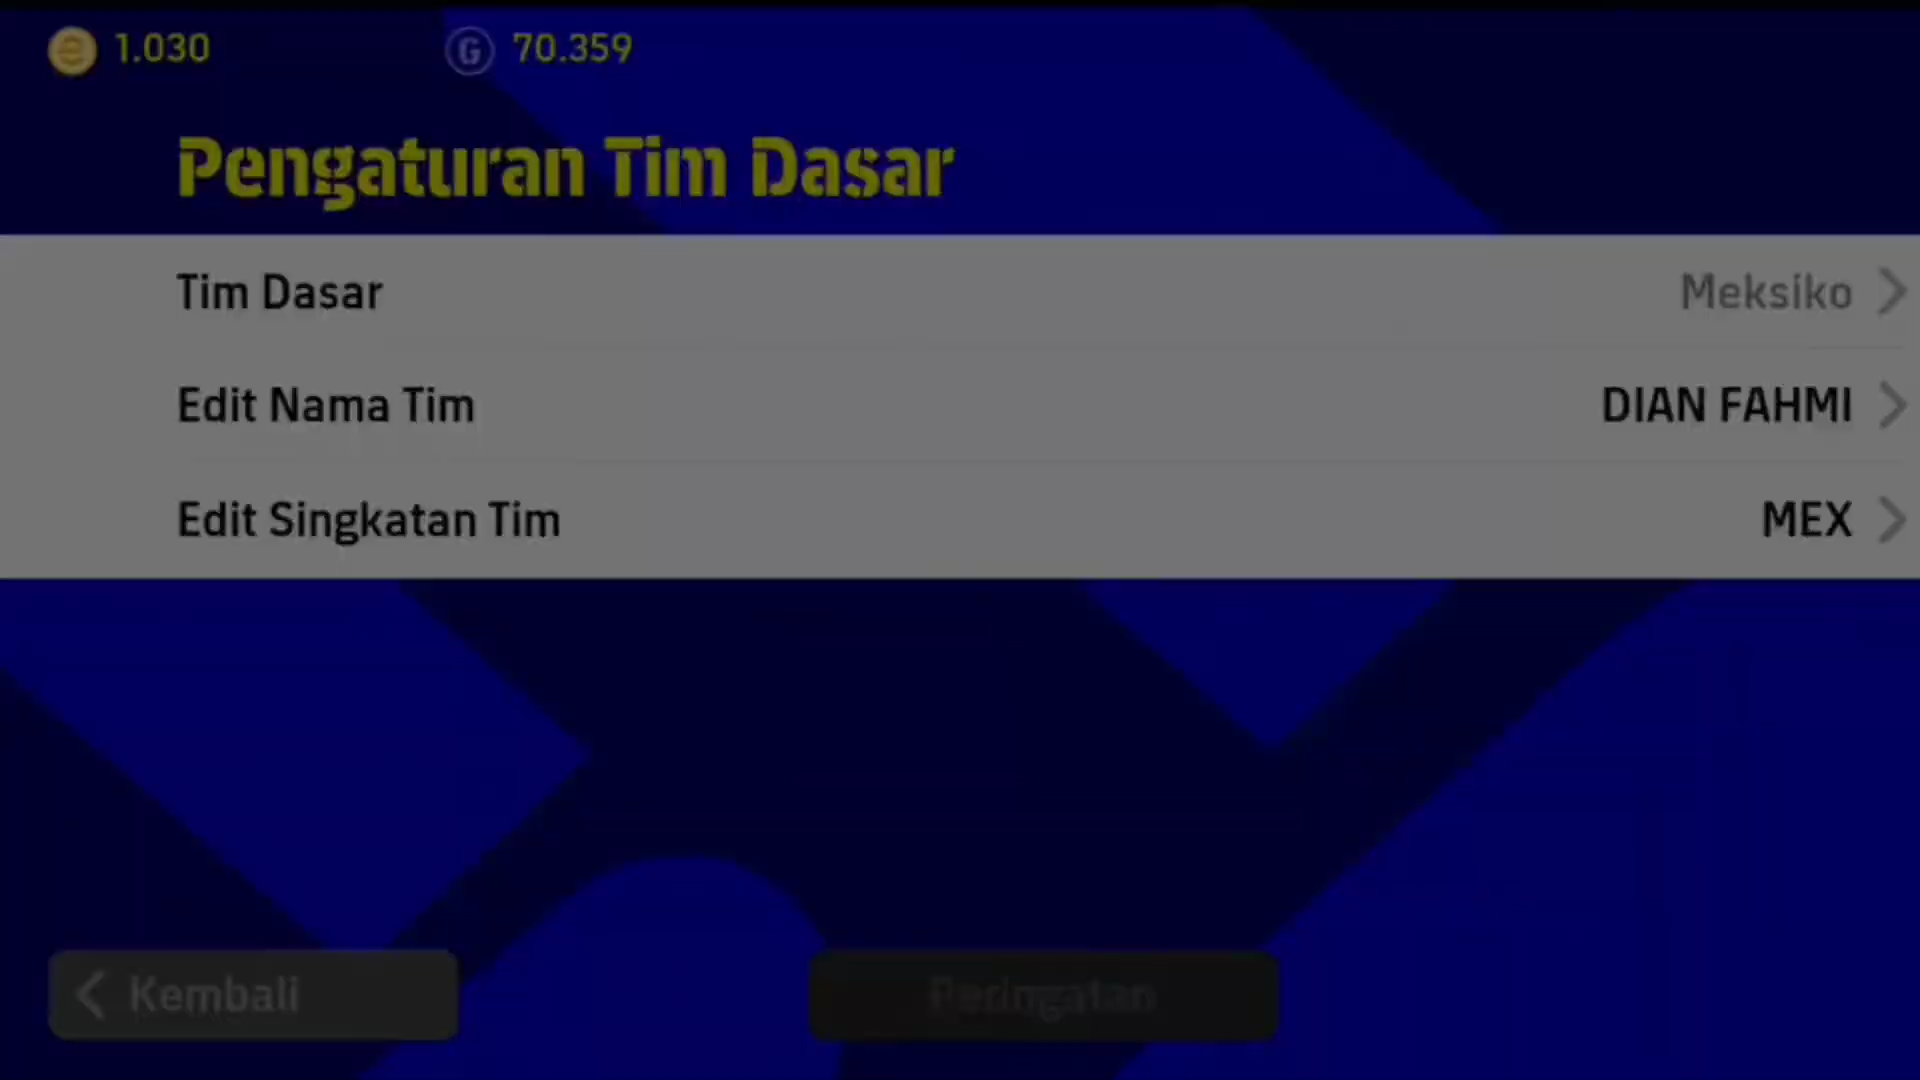 1.030
G 70.359
Pengaturan Tim Dasar
Tim Dasar Meksiko
Edit Nama Tim DIAN FAHMI
Edit Singkatan Tim MEX
Kembali Peringatan